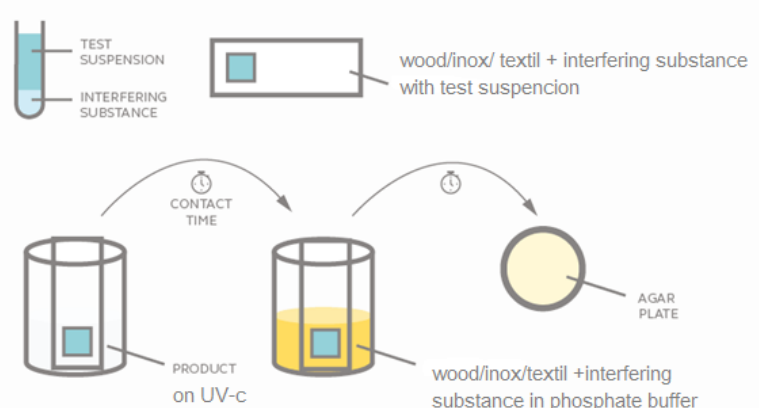 TEST
SUSPENSION
INTERFERING
SUBSTANCE
wood/inox/ textil + interfering substance
with test suspencion
CONTACT
TIME
PRODUCT
on UV-c
AGAR
PLATE
wood/inox/textil +interfering
substance in phosphate buffer